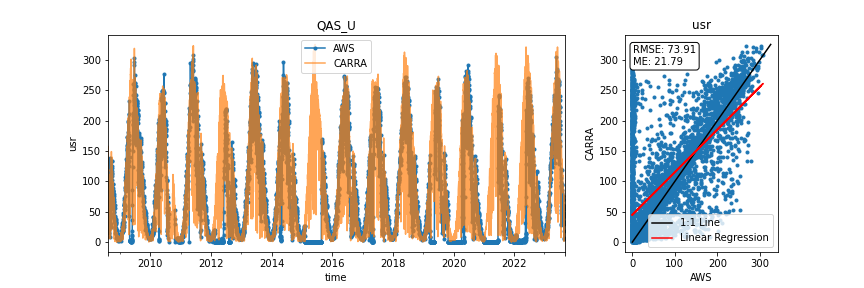 QAS_U
usr
AWS
CARRA
usr
300
250
200
150
100
50
0
2010
2012
2014
2016
2018
2020
2022
time
RMSE: 73.91
ME: 21.79
CARRA
300
250
200
150
100
50
0
1:1 Line
Linear Regression
0
100
200
300
AWS